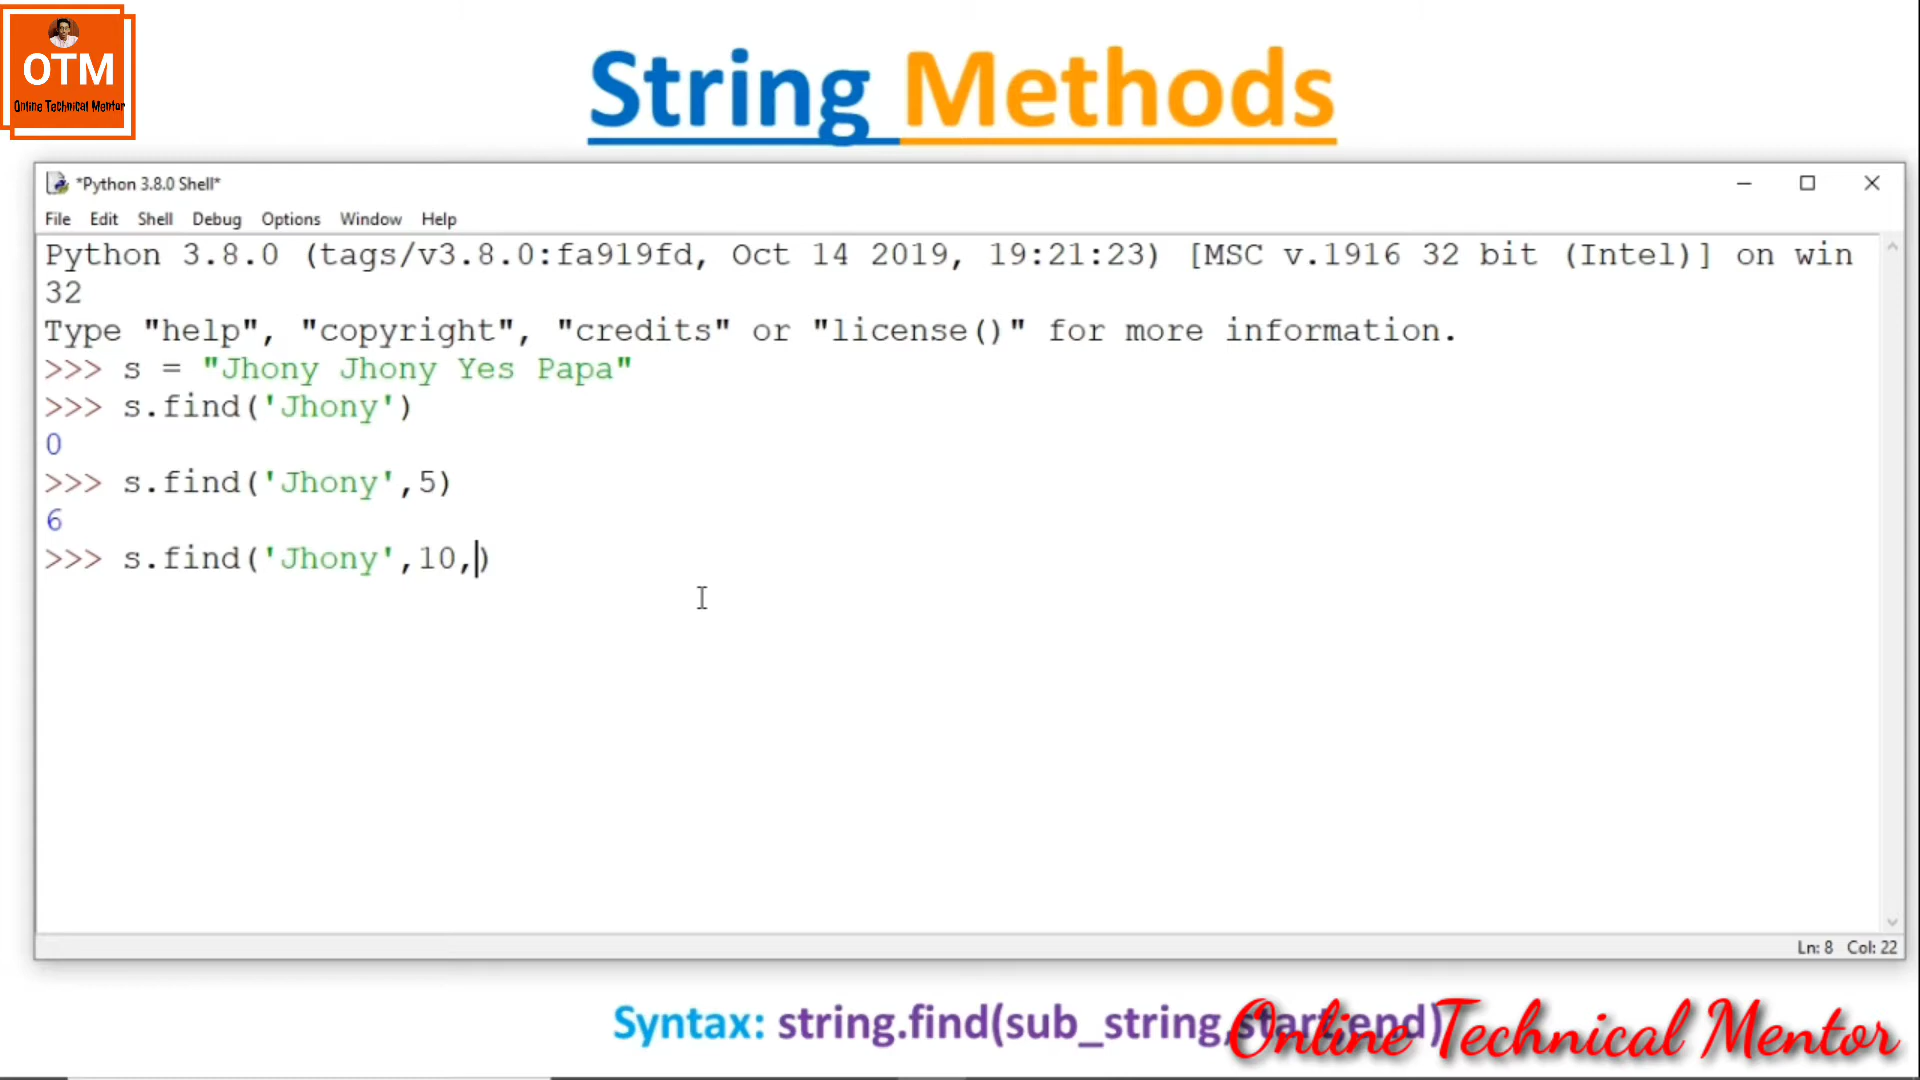 OTM
Online Technical Mentor
String Methods
*Python 3.8.0 Shell*
File Edit Shell Debug Options Window Help
Python 3.8.0 (tags/v3.8.0:fa919fd, Oct 14 2019, 19:21:23) [MSC v.1916 32 bit (Intel)] on win
32
Type "help", "copyright", "credits" or "license()" for more information.
>>> s = "Jhony Jhony Yes Papa"
>>> s.find('Jhony')
0
>>> s.find('Jhony',5)
6
>>> s.find('Jhony',10,)
Ln: 8 Col: 22
Syntax: string.find(sub_string,start,end)
Online Technical Mentor